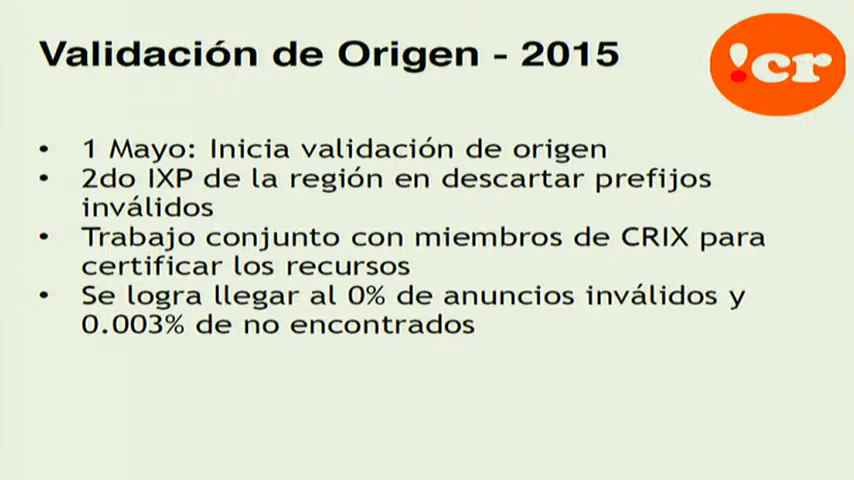 Validación de Origen - 2015
!cr
• 1 Mayo: Inicia validación de origen
• 2do IXP de la región en descartar prefijos
inválidos
• Trabajo conjunto con miembros de CRIX para
certificar los recursos
• Se logra llegar al 0% de anuncios inválidos y
0.003% de no encontrados